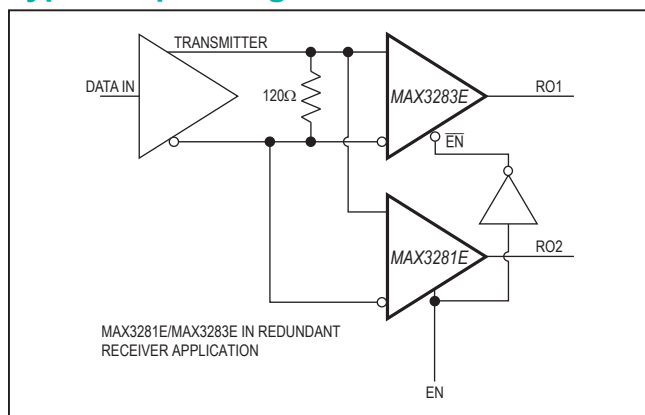 TRANSMITTER
DATA IN
120Ω
MAX3283E
RO1
EN
MAX3281E
RO2
MAX3281E/MAX3283E IN REDUNDANT
RECEIVER APPLICATION
EN